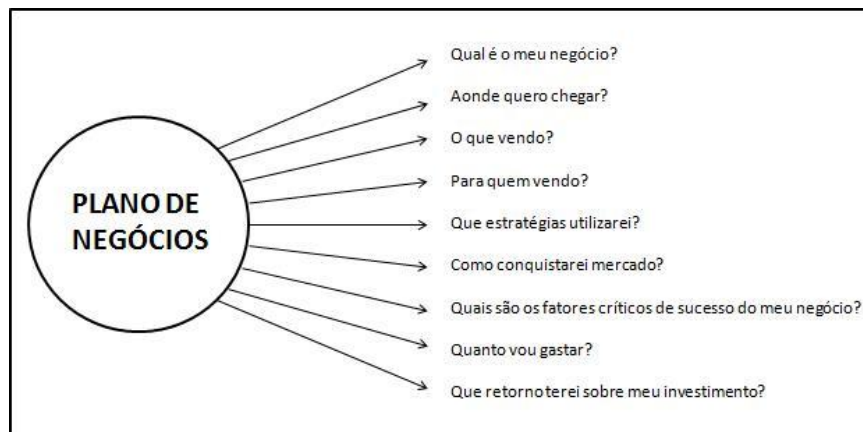 PLANO DE
NEGÓCIOS
Qual é o meu negócio?
Aonde quero chegar?
O que vendo?
Para quem vendo?
Que estratégias utilizarei?
Como conquistarei mercado?
Quais são os fatores críticos de sucesso do meu negócio?
Quanto vou gastar?
Que retorno terei sobre meu investimento?